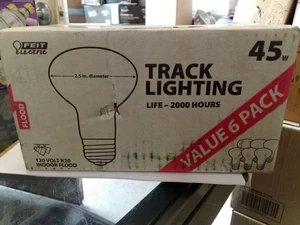 FEIT
Electric
45W
TRACK
LIGHTING
LIFE - 2000 HOURS
2.5 in. diameter
FLOOD
VALUE 6 PACK
120 VOLT R20
INDOOR FLOOD